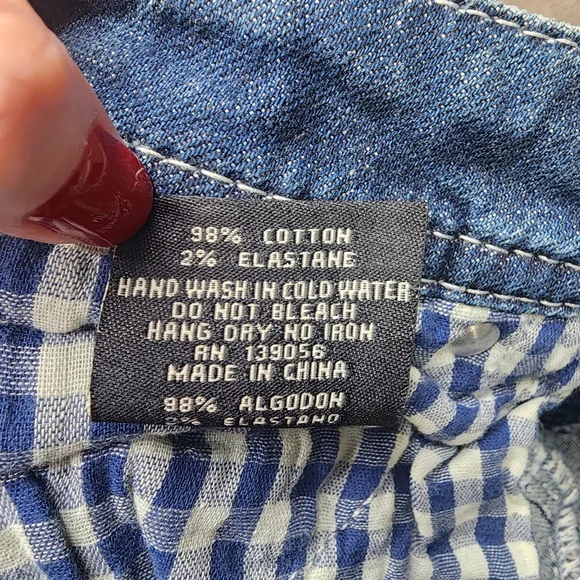 98% COTTON
2% ELASTANE
HAND WASH IN COLD WATER
DO NOT BLEACH
HANG DRY NO IRON
RN 139056
MADE IN CHINA
98% ALGODON
ELASTANO